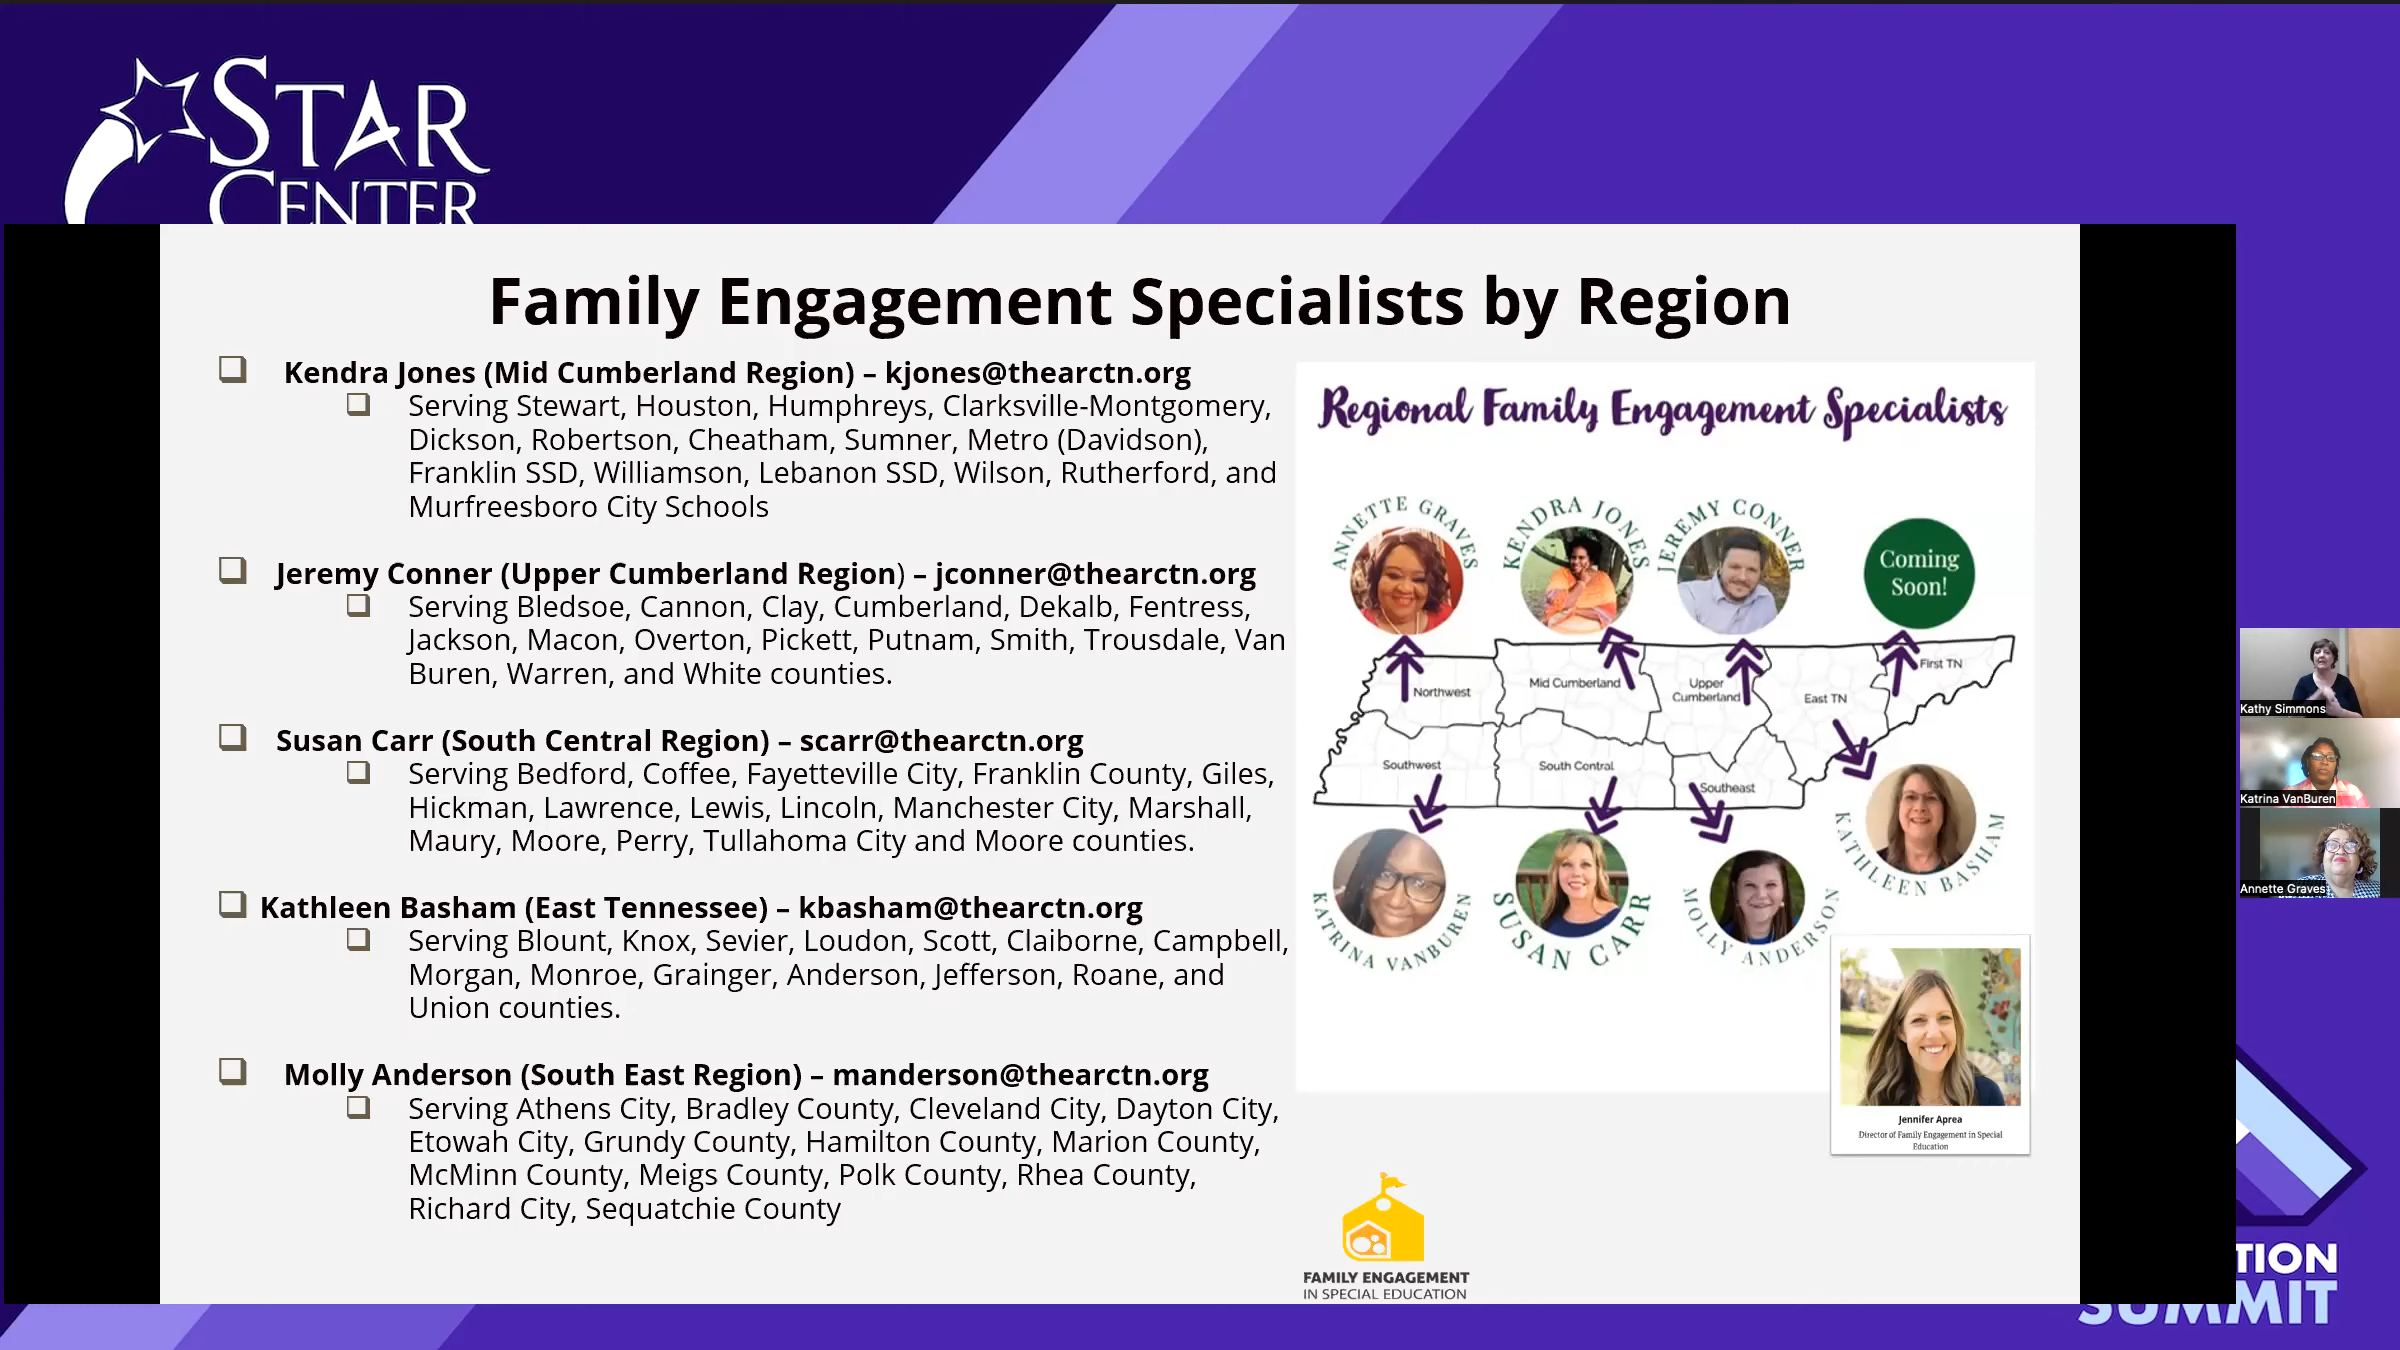 STAR
CENTER
Family Engagement Specialists by Region
Kendra Jones (Mid Cumberland Region) – kjones@thearctn.org
Serving Stewart, Houston, Humphreys, Clarksville-Montgomery,
Dickson, Robertson, Cheatham, Sumner, Metro (Davidson),
Franklin SSD, Williamson, Lebanon SSD, Wilson, Rutherford, and
Murfreesboro City Schools
Jeremy Conner (Upper Cumberland Region) – jconner@thearctn.org
Serving Bledsoe, Cannon, Clay, Cumberland, Dekalb, Fentress,
Jackson, Macon, Overton, Pickett, Putnam, Smith, Trousdale, Van
Buren, Warren, and White counties.
Susan Carr (South Central Region) – scarr@thearctn.org
Serving Bedford, Coffee, Fayetteville City, Franklin County, Giles,
Hickman, Lawrence, Lewis, Lincoln, Manchester City, Marshall,
Maury, Moore, Perry, Tullahoma City and Moore counties.
Kathleen Basham (East Tennessee) – kbasham@thearctn.org
Serving Blount, Knox, Sevier, Loudon, Scott, Claiborne, Campbell,
Morgan, Monroe, Grainger, Anderson, Jefferson, Roane, and
Union counties.
Molly Anderson (South East Region) – manderson@thearctn.org
Serving Athens City, Bradley County, Cleveland City, Dayton City,
Etowah City, Grundy County, Hamilton County, Marion County,
McMinn County, Meigs County, Polk County, Rhea County,
Richard City, Sequatchie County
Regional Family Engagement Specialists
ANNETTE GRAVES
KENDRA JONES
JEREMY CONNER
Coming
Soon!
First TN
Northwest
Mid Cumberland
Upper
Cumberland
East TN
Southwest
South Central
Southeast
KATRINA VANBUREN
SUSAN CARR
MOLLY ANDERSON
KATHLEEN BASHAM
Jennifer Aprea
Director of Family Engagement in Special
Education
FAMILY ENGAGEMENT
IN SPECIAL EDUCATION
Kathy Simmons
Katrina VanBuren
Annette Graves
TION
SUMMIT